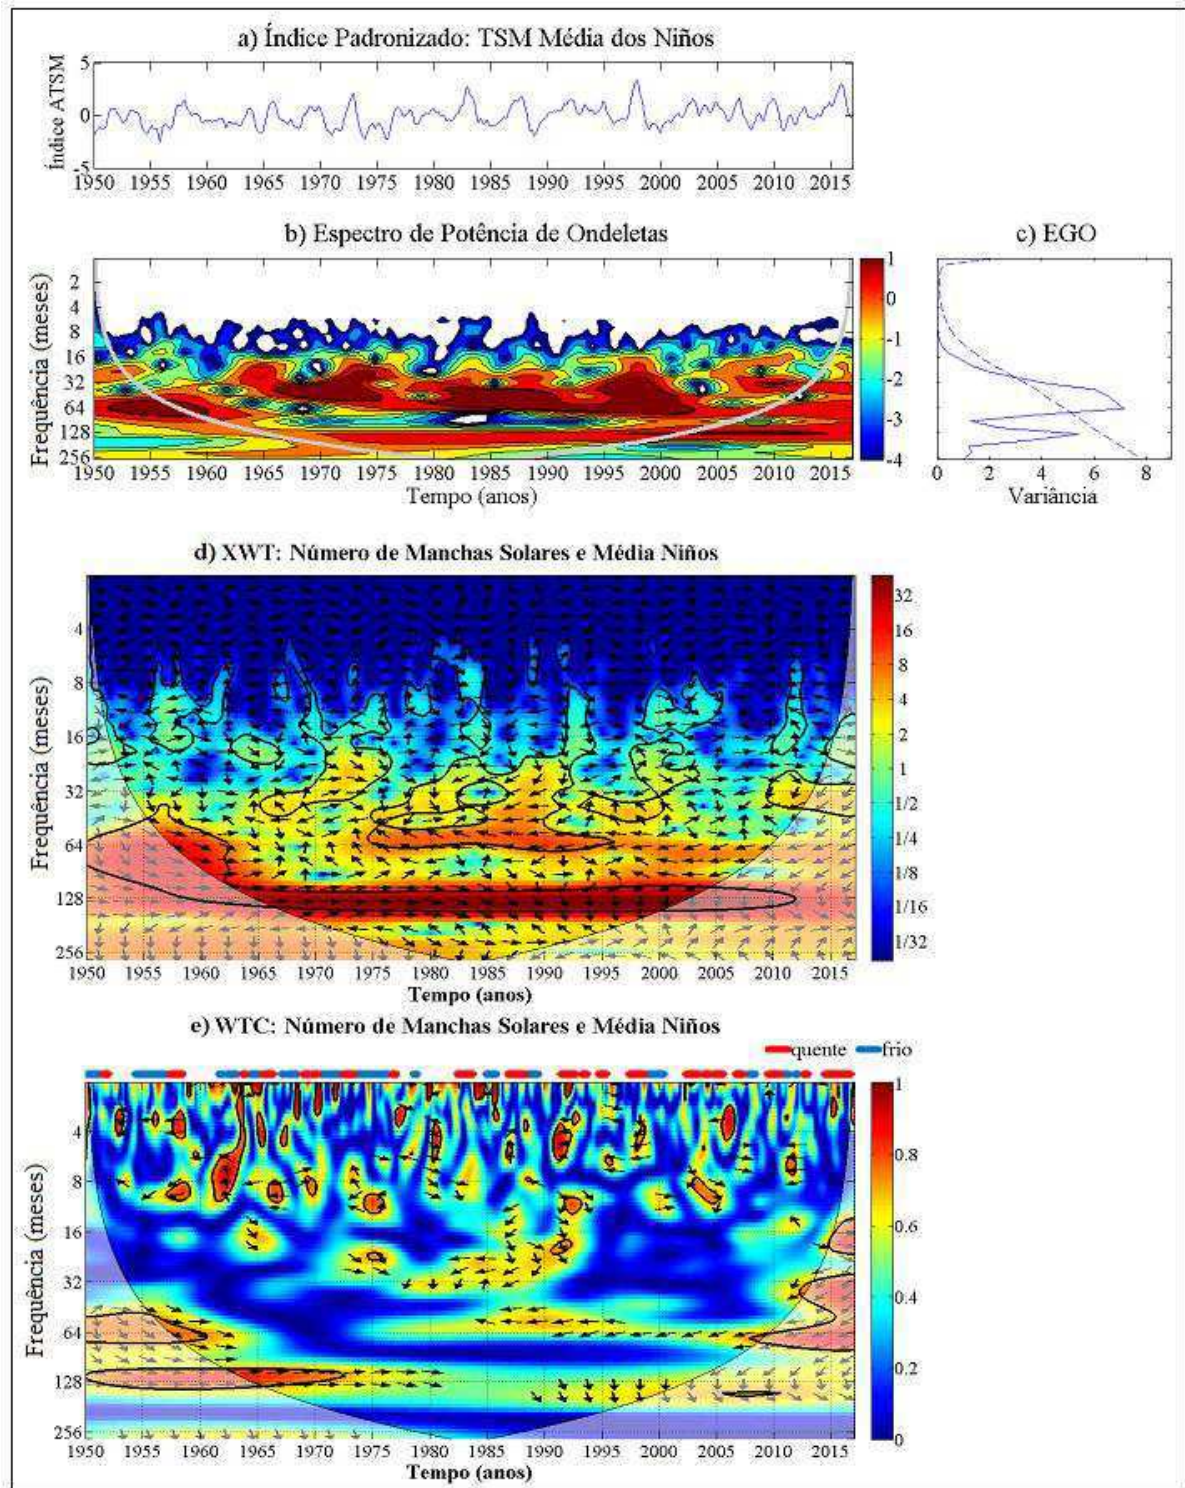 a) Índice Padronizado: TSM Média dos Niños
Índice ATSM
5
0
-5
1950 1955 1960 1965 1970 1975 1980 1985 1990 1995 2000 2005 2010 2015
b) Espectro de Potência de Ondeletas
c) EGO
Frequência (meses)
2
4
8
16
32
64
128
256
1950 1955 1960 1965 1970 1975 1980 1985 1990 1995 2000 2005 2010 2015
Tempo (anos)
1
0
-1
-2
-3
-4
0 2 4 6 8
Variância
d) XWT: Número de Manchas Solares e Média Niños
Frequência (meses)
4
8
16
32
64
128
256
1950 1955 1960 1965 1970 1975 1980 1985 1990 1995 2000 2005 2010 2015
Tempo (anos)
32
16
8
4
2
1
1/2
1/4
1/8
1/16
1/32
e) WTC: Número de Manchas Solares e Média Niños
quente frio
Frequência (meses)
4
8
16
32
64
128
256
1950 1955 1960 1965 1970 1975 1980 1985 1990 1995 2000 2005 2010 2015
Tempo (anos)
1
0.8
0.6
0.4
0.2
0